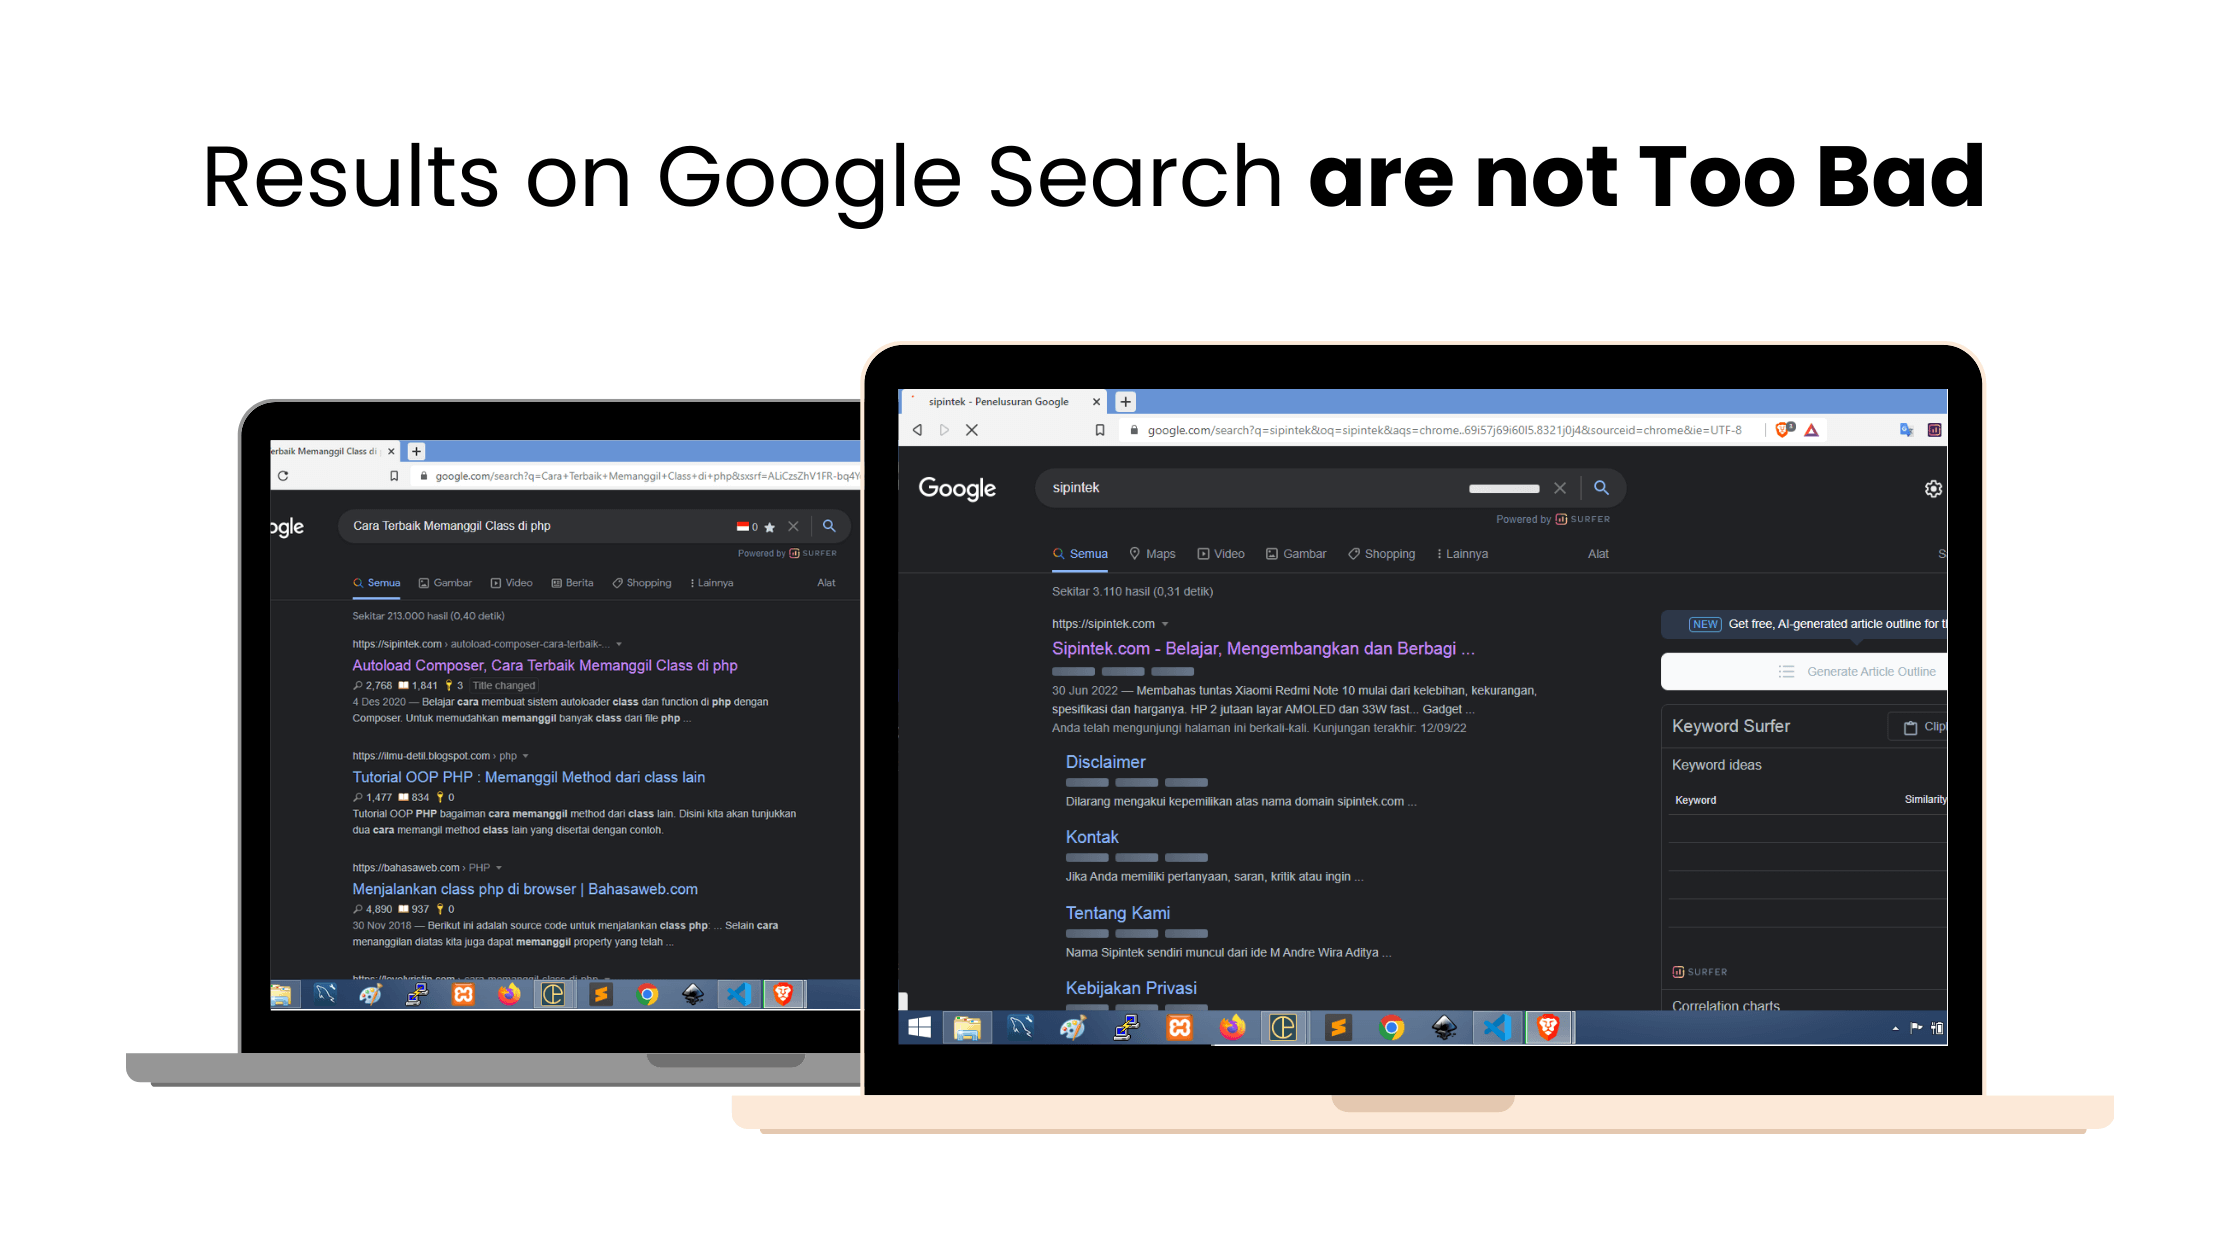 Results on Google Search are not Too Bad
erbaik Memanggil Class di
google.com/search?q=Cara+Terbaik+Memanggil+Class+di+php&sxsrf=ALiCzsZhV1FR-bq4Y
ogle
Cara Terbaik Memanggil Class di php
0
Powered by SURFER
Semua Gambar Video Berita Shopping Lainnya Alat
Sekitar 213.000 hasil (0,40 detik)
https://sipintek.com › autoload-composer-cara-terbaik-...
Autoload Composer, Cara Terbaik Memanggil Class di php
2,768 1,841 3 Title changed
4 Des 2020 — Belajar cara membuat sistem autoloader class dan function di php dengan
Composer. Untuk memudahkan memanggil banyak class dari file php ...
https://ilmu-detil.blogspot.com › php
Tutorial OOP PHP : Memanggil Method dari class lain
1,477 834 0
Tutorial OOP PHP bagaiman cara memanggil method dari class lain. Disini kita akan tunjukkan
dua cara memangil method class lain yang disertai dengan contoh.
https://bahasaweb.com › PHP
Menjalankan class php di browser | Bahasaweb.com
4,890 937 0
30 Nov 2018 — Berikut ini adalah source code untuk menjalankan class php: ... Selain cara
menanggilan diatas kita juga dapat memanggil property yang telah ...
sipintek - Penelusuran Google
google.com/search?q=sipintek&oq=sipintek&aqs=chrome..69i57j69i60l5.8321j0j4&sourceid=chrome&ie=UTF-8
Google
sipintek
Powered by SURFER
Semua Maps Video Gambar Shopping Lainnya Alat S
Sekitar 3.110 hasil (0,31 detik)
https://sipintek.com
Sipintek.com - Belajar, Mengembangkan dan Berbagi ...
30 Jun 2022 — Membahas tuntas Xiaomi Redmi Note 10 mulai dari kelebihan, kekurangan,
spesifikasi dan harganya. HP 2 jutaan layar AMOLED dan 33W fast... Gadget ...
Anda telah mengunjungi halaman ini berkali-kali. Kunjungan terakhir: 12/09/22
Disclaimer
Dilarang mengakui kepemilikan atas nama domain sipintek.com ...
Kontak
Jika Anda memiliki pertanyaan, saran, kritik atau ingin ...
Tentang Kami
Nama Sipintek sendiri muncul dari ide M Andre Wira Aditya ...
Kebijakan Privasi
NEW Get free, AI-generated article outline for t
Generate Article Outline
Keyword Surfer Clip
Keyword ideas
Keyword Similarity
SURFER
Correlation charts